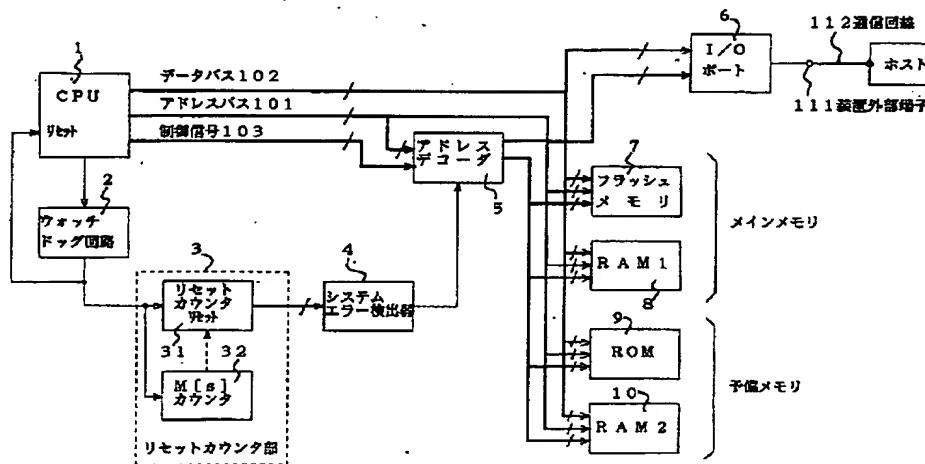 1
CPU
リセット
データバス102
アドレスバス101
制御信号103
2
ウォッチ
ドッグ回路
3
リセット
カウンタ
リセット
31
32
M[s]
カウンタ
リセットカウンタ部
4
システム
エラー検出器
アドレス
デコーダ
5
6
I/O
ポート
112通信回線
ホスト
111装置外部端子
7
フラッシュ
メモリ
RAM1
8
メインメモリ
9
ROM
10
RAM2
予備メモリ